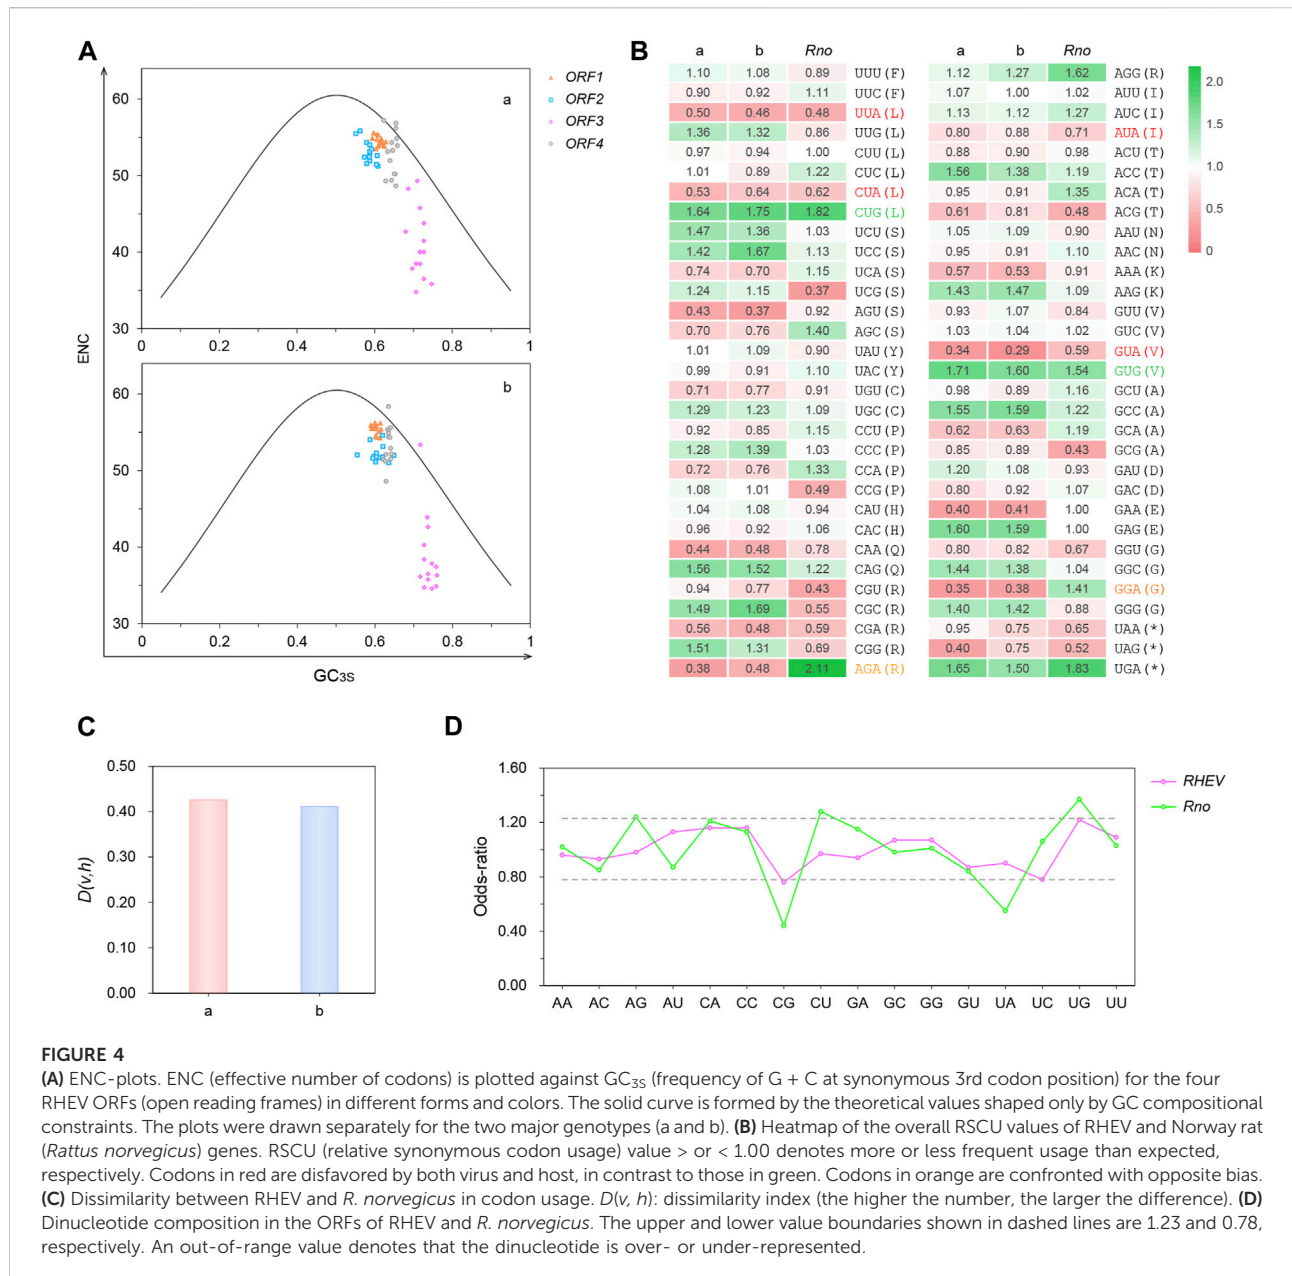 A
B
ENC
60
50
40
30
0
0.2
0.4
0.6
0.8
1
a
ORF1
ORF2
ORF3
ORF4
60
50
40
30
0
0.2
0.4
0.6
0.8
1
b
GC3S
a b Rno
1.10 1.08 0.89 UUU(F)
0.90 0.92 1.11 UUC(F)
0.50 0.46 0.48 UUA(L)
1.36 1.32 0.86 UUG(L)
0.97 0.94 1.00 CUU(L)
1.01 0.89 1.22 CUC(L)
0.53 0.64 0.62 CUA(L)
1.64 1.75 1.82 CUG(L)
1.47 1.36 1.03 UCU(S)
1.42 1.67 1.13 UCC(S)
0.74 0.70 1.15 UCA(S)
1.24 1.15 0.37 UCG(S)
0.43 0.37 0.92 AGU(S)
0.70 0.76 1.40 AGC(S)
1.01 1.09 0.90 UAU(Y)
0.99 0.91 1.10 UAC(Y)
0.71 0.77 0.91 UGU(C)
1.29 1.23 1.09 UGC(C)
0.92 0.85 1.15 CCU(P)
1.28 1.39 1.03 CCC(P)
0.72 0.76 1.33 CCA(P)
1.08 1.01 0.49 CCG(P)
1.04 1.08 0.94 CAU(H)
0.96 0.92 1.06 CAC(H)
0.44 0.48 0.78 CAA(Q)
1.56 1.52 1.22 CAG(Q)
0.94 0.77 0.43 CGU(R)
1.49 1.69 0.55 CGC(R)
0.56 0.48 0.59 CGA(R)
1.51 1.31 0.69 CGG(R)
0.38 0.48 2.11 AGA(R)
a b Rno
1.12 1.27 1.62 AGG(R)
1.07 1.00 1.02 AUU(I)
1.13 1.12 1.27 AUC(I)
0.80 0.88 0.71 AUA(I)
0.88 0.90 0.98 ACU(T)
1.56 1.38 1.19 ACC(T)
0.95 0.91 1.35 ACA(T)
0.61 0.81 0.48 ACG(T)
1.05 1.09 0.90 AAU(N)
0.95 0.91 1.10 AAC(N)
0.57 0.53 0.91 AAA(K)
1.43 1.47 1.09 AAG(K)
0.93 1.07 0.84 GUU(V)
1.03 1.04 1.02 GUC(V)
0.34 0.29 0.59 GUA(V)
1.71 1.60 1.54 GUG(V)
0.98 0.89 1.16 GCU(A)
1.55 1.59 1.22 GCC(A)
0.62 0.63 1.19 GCA(A)
0.85 0.89 0.43 GCG(A)
1.20 1.08 0.93 GAU(D)
0.80 0.92 1.07 GAC(D)
0.40 0.41 1.00 GAA(E)
1.60 1.59 1.00 GAG(E)
0.80 0.82 0.67 GGU(G)
1.44 1.38 1.04 GGC(G)
0.35 0.38 1.41 GGA(G)
1.40 1.42 0.88 GGG(G)
0.95 0.75 0.65 UAA(*)
0.40 0.75 0.52 UAG(*)
1.65 1.50 1.83 UGA(*)
2.0
1.5
1.0
0.5
0
C
D(v,h)
0.50
0.40
0.30
0.20
0.10
0.00
a
b
D
Odds-ratio
1.60
1.20
0.80
0.40
0.00
AA AC AG AU CA CC CG CU GA GC GG GU UA UC UG UU
RHEV
Rno
FIGURE 4
(A) ENC-plots. ENC (effective number of codons) is plotted against GC3S (frequency of G + C at synonymous 3rd codon position) for the four
RHEV ORFs (open reading frames) in different forms and colors. The solid curve is formed by the theoretical values shaped only by GC compositional
constraints. The plots were drawn separately for the two major genotypes (a and b). (B) Heatmap of the overall RSCU values of RHEV and Norway rat
(Rattus norvegicus) genes. RSCU (relative synonymous codon usage) value > or < 1.00 denotes more or less frequent usage than expected,
respectively. Codons in red are disfavored by both virus and host, in contrast to those in green. Codons in orange are confronted with opposite bias.
(C) Dissimilarity between RHEV and R. norvegicus in codon usage. D(v, h): dissimilarity index (the higher the number, the larger the difference). (D)
Dinucleotide composition in the ORFs of RHEV and R. norvegicus. The upper and lower value boundaries shown in dashed lines are 1.23 and 0.78,
respectively. An out-of-range value denotes that the dinucleotide is over- or under-represented.